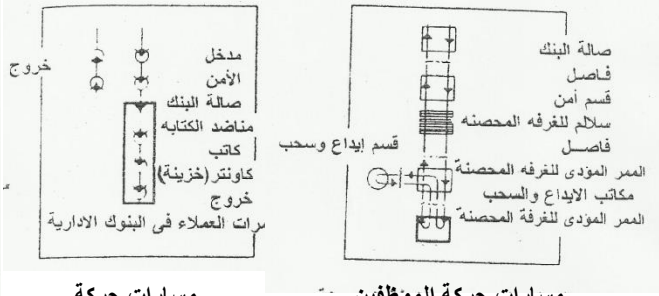 صالة البنك
فاصل
قسم أمن
سلالم للغرفه المحصنه
فاصل
قسم إيداع وسحب
الممر المؤدى للغرفه المحصنة
مكاتب الايداع والسحب
الممر المؤدى للغرفة المحصنة
مسارات حركة الموظفين
مدخل
خروج
الأمن
صالة البنك
مناضد الكتابه
كاتب
كاونتر(خزينة)
خروج
العملاء فى البنوك الادارية
مسارات حركة